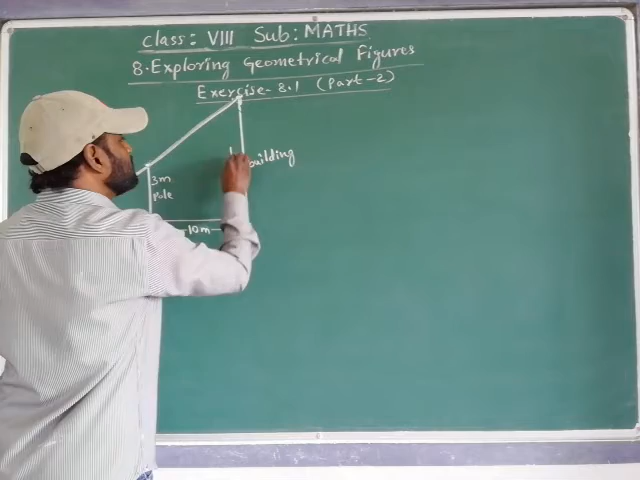 Class: VIII Sub: MATHS
8. Exploring Geometrical Figures
Exercise-8.1 (Part-2)
building
3m
Pole
10m